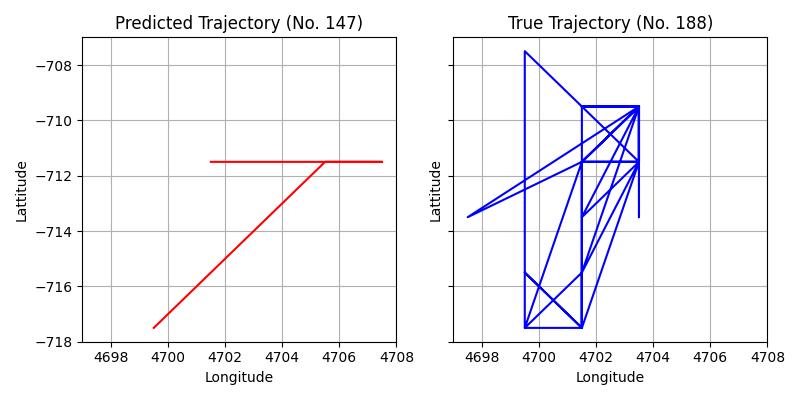 Predicted Trajectory (No. 147)
True Trajectory (No. 188)
Lattitude
−708
−710
−712
−714
−716
−718
4698 4700 4702 4704 4706 4708
Longitude
Lattitude
4698 4700 4702 4704 4706 4708
Longitude